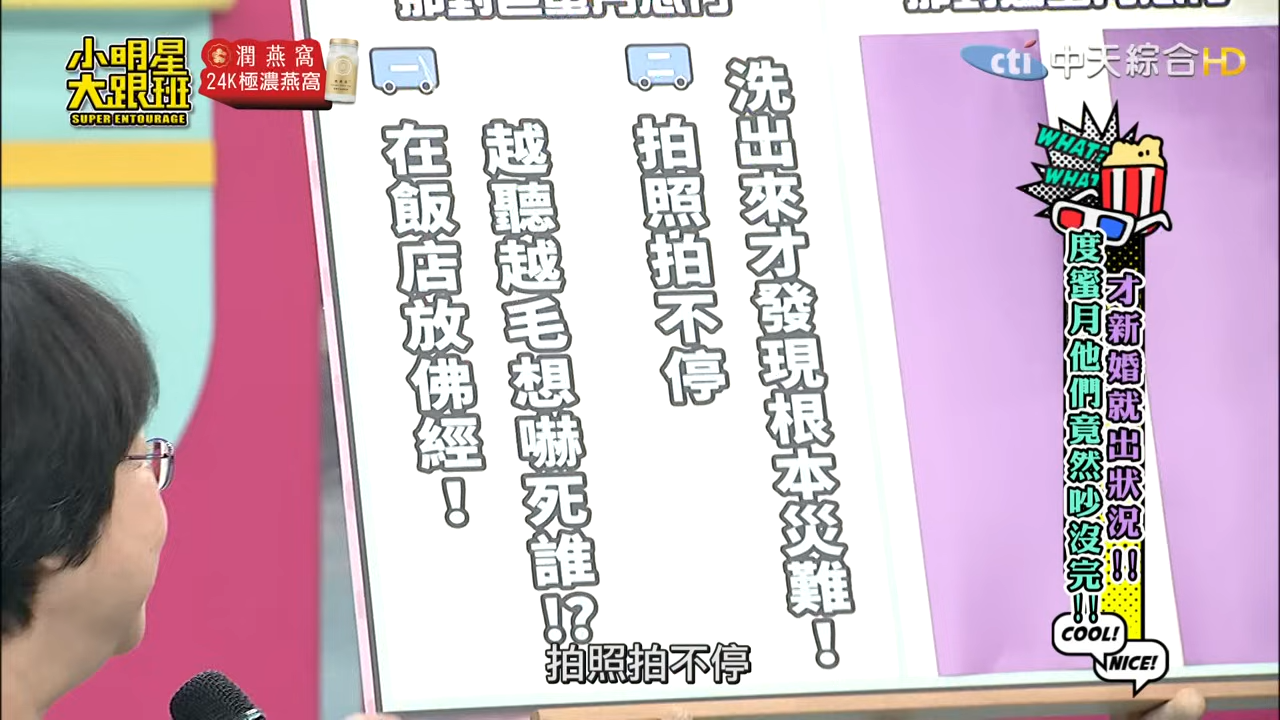 小明星
大跟班
SUPER ENTOURAGE
潤燕窩
24K極濃燕窩
cti 中天綜合HD
一
在飯店放佛經！
越聽越毛想嚇死誰!?
二
拍照拍不停
洗出來才發現根本災難！
WHAT?
WHAT?
才新婚就出狀況!!
度蜜月他們竟然吵沒完!!
COOL!
NICE!
拍照拍不停